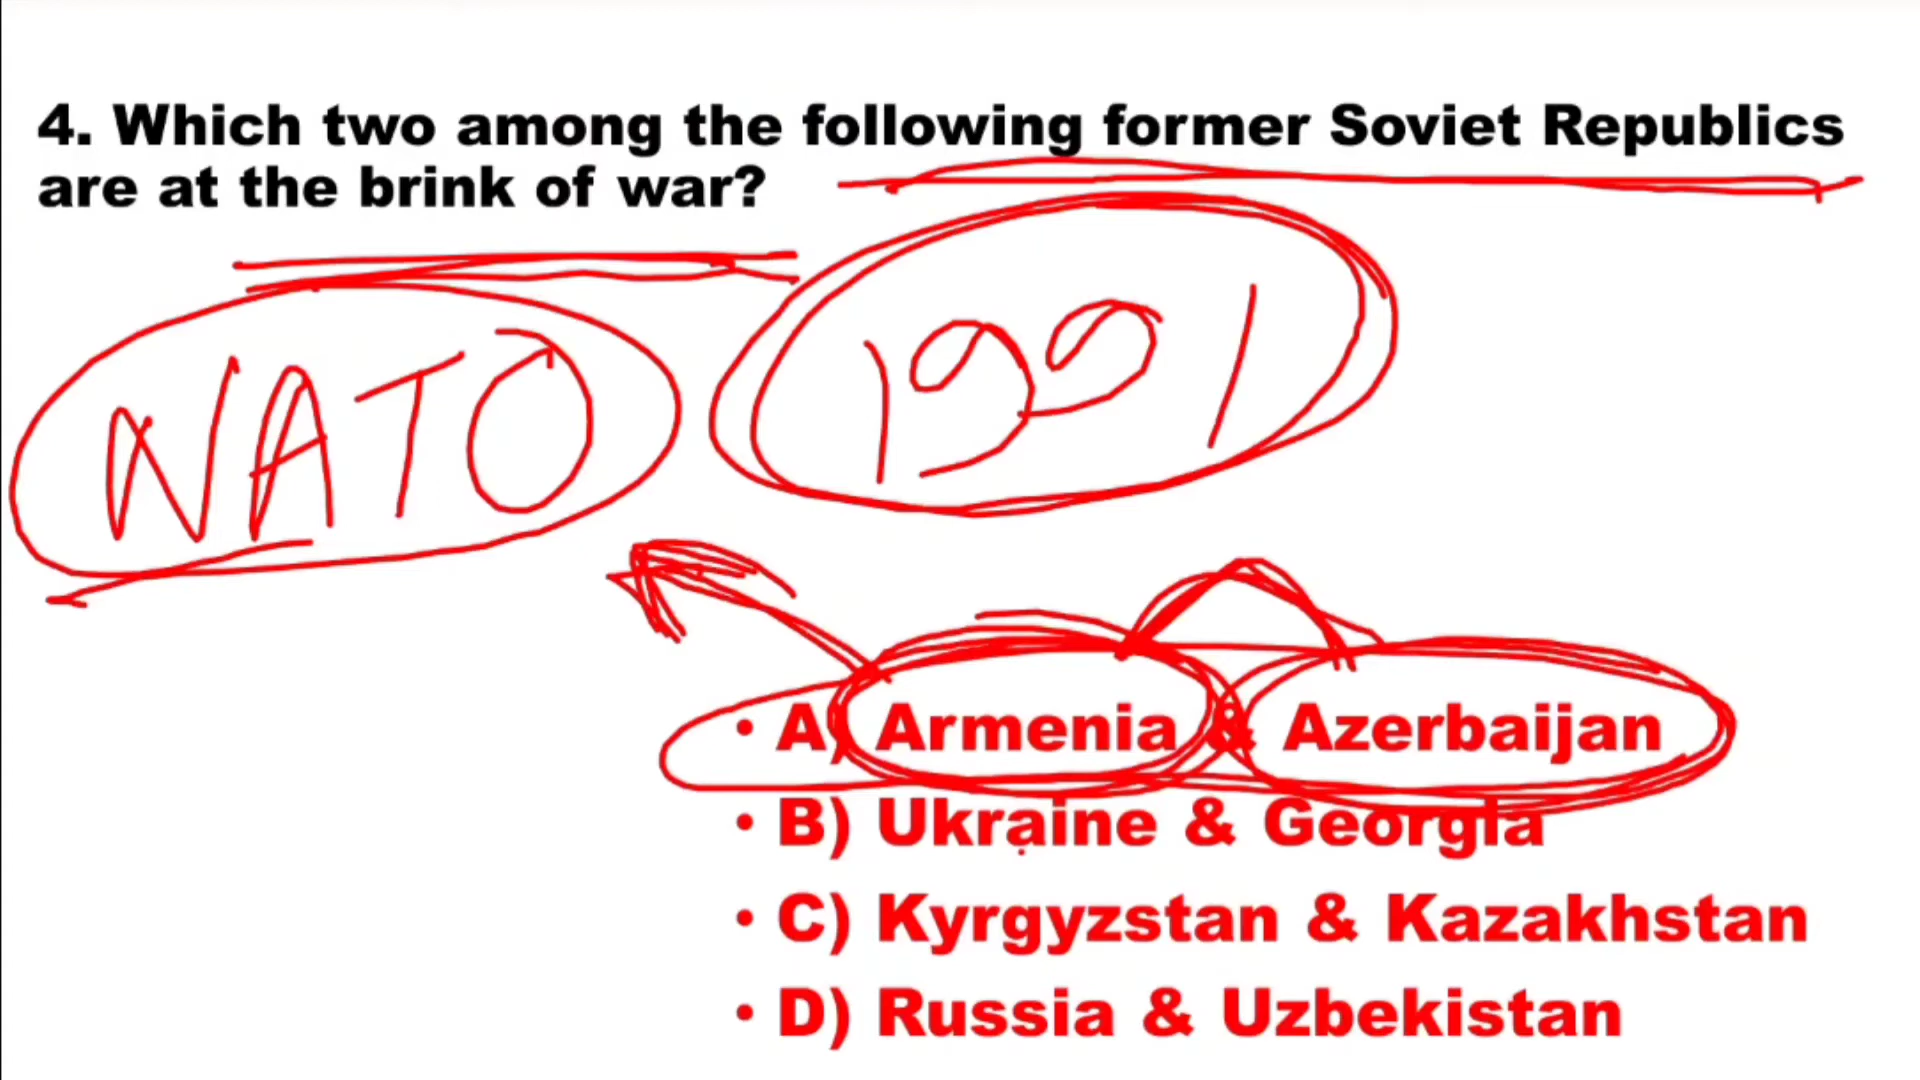 4. Which two among the following former Soviet Republics
are at the brink of war?
NATO
1991
• A) Armenia & Azerbaijan
• B) Ukraine & Georgia
• C) Kyrgyzstan & Kazakhstan
• D) Russia & Uzbekistan